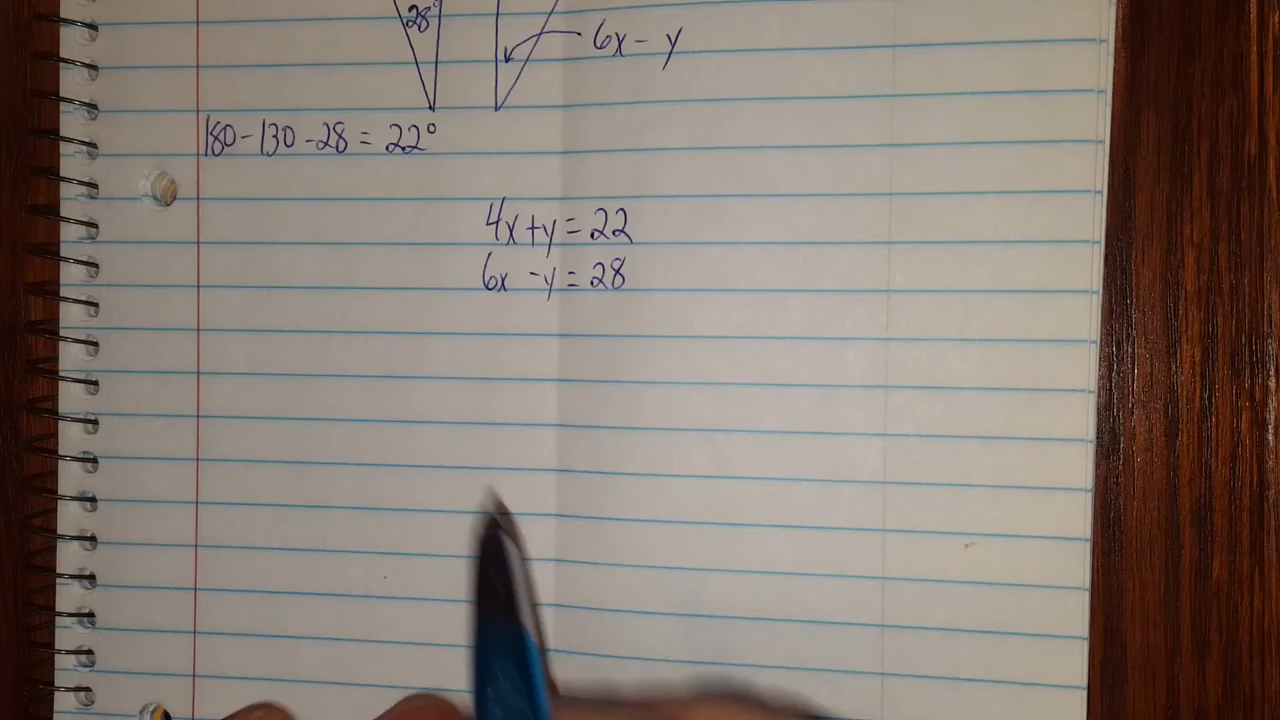 28°
6x - y
180 - 130 - 28 = 22°
4x + y = 22
6x - y = 28